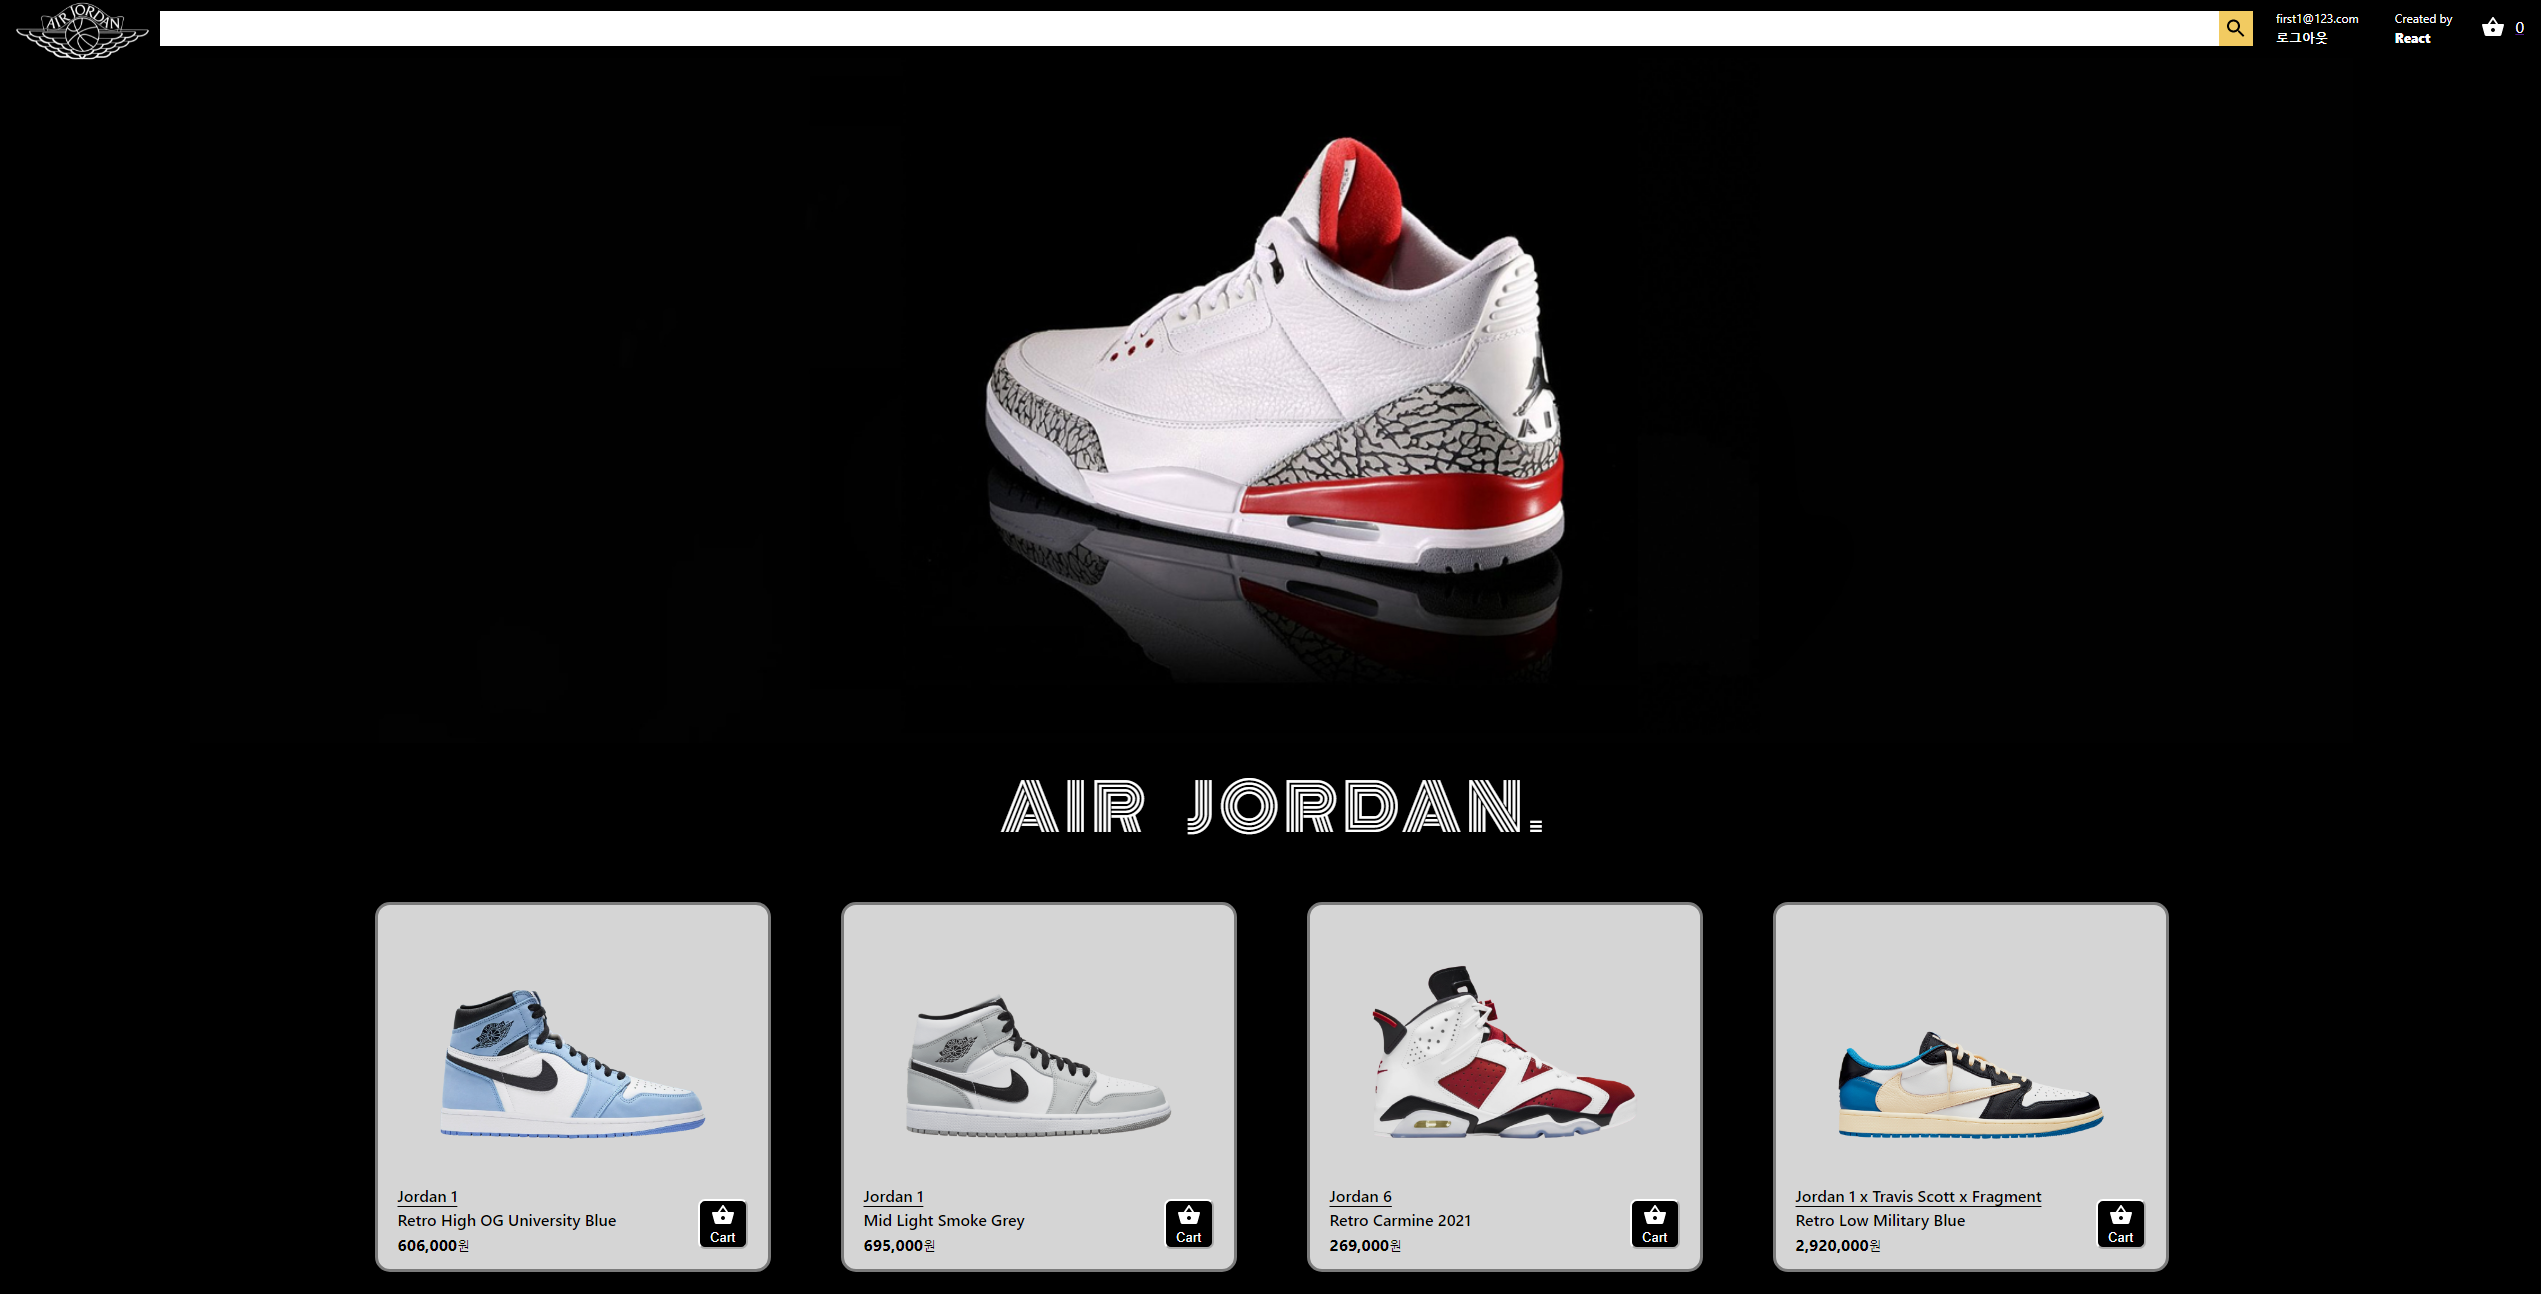 AIR JORDAN
first1@123.com
로그아웃
Created by
React
0
AI
AIR JORDAN.
Jordan 1
Retro High OG University Blue
606,000원
Cart
Jordan 1
Mid Light Smoke Grey
695,000원
Cart
Jordan 6
Retro Carmine 2021
269,000원
Cart
Jordan 1 x Travis Scott x Fragment
Retro Low Military Blue
2,920,000원
Cart